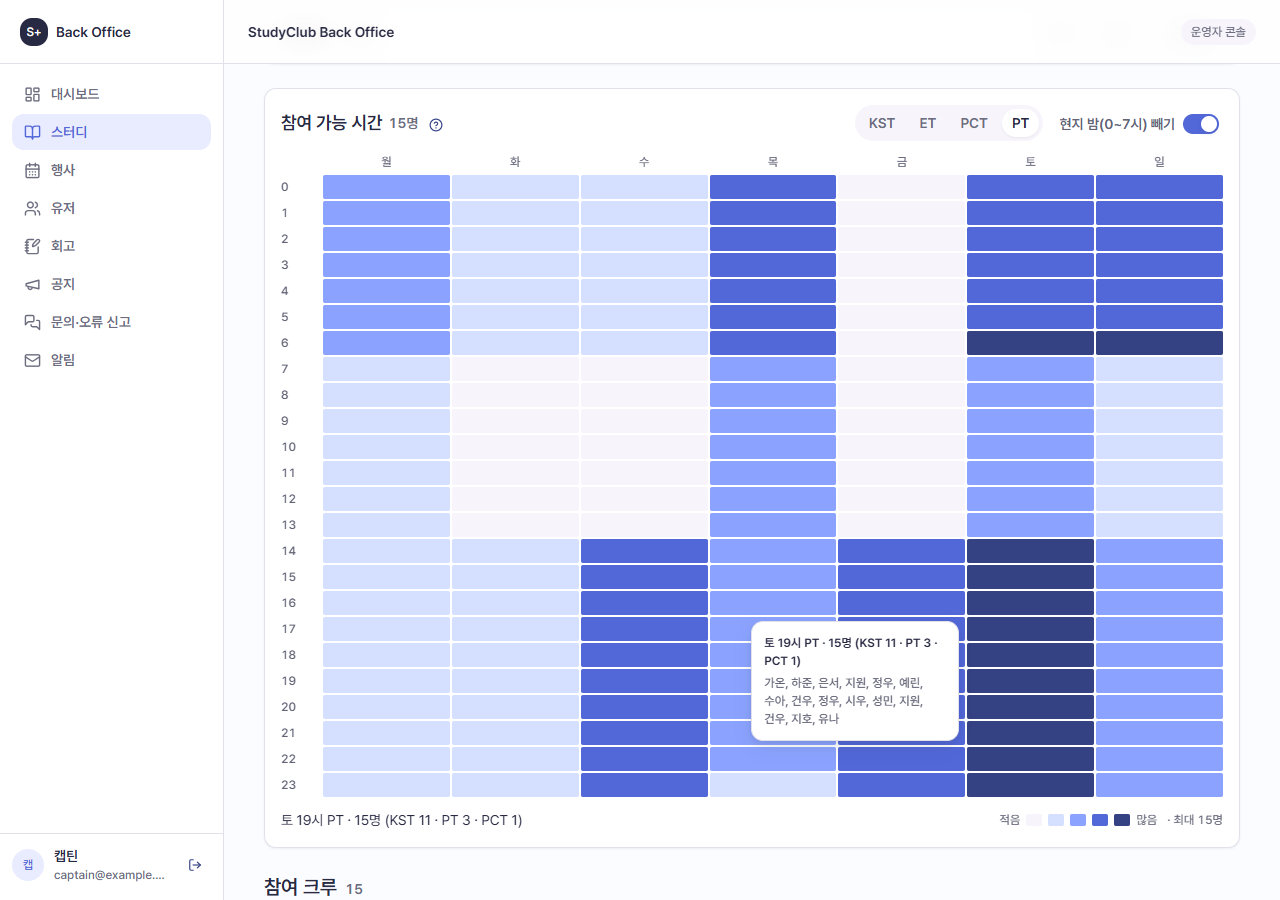 S+ Back Office
StudyClub Back Office
운영자 콘솔
대시보드
스터디
행사
유저
회고
공지
문의·오류 신고
알림
캡
캡틴
captain@example....
참여 가능 시간 15명
KST ET PCT PT
현지 밤(0~7시) 빼기
월 화 수 목 금 토 일
0
1
2
3
4
5
6
7
8
9
10
11
12
13
14
15
16
17
18
19
20
21
22
23
토 19시 PT · 15명 (KST 11 · PT 3 ·
PCT 1)
가온, 하준, 은서, 지원, 정우, 예린,
수아, 건우, 정우, 시우, 성민, 지원,
건우, 지호, 유나
토 19시 PT · 15명 (KST 11 · PT 3 · PCT 1)
적음 많음 · 최대 15명
참여 크루 15